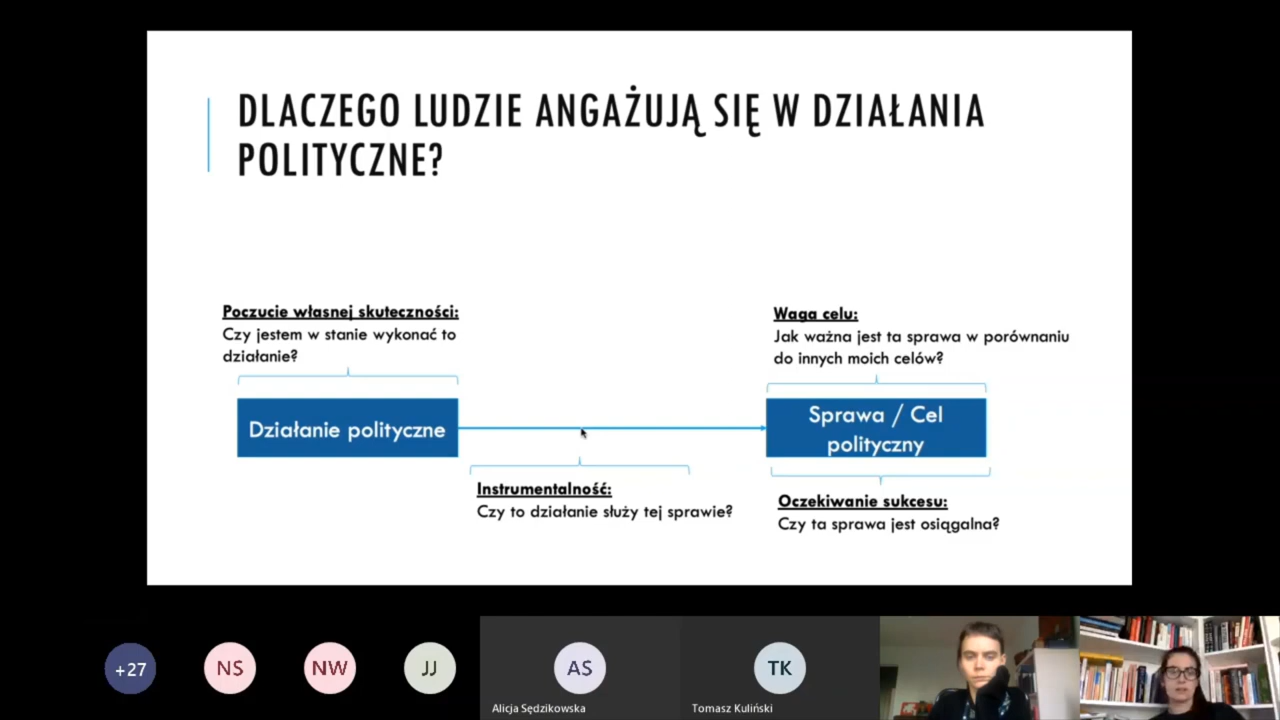 DLACZEGO LUDZIE ANGAŻUJĄ SIĘ W DZIAŁANIA
POLITYCZNE?
Poczucie własnej skuteczności:
Czy jestem w stanie wykonać to
działanie?
Waga celu:
Jak ważna jest ta sprawa w porównaniu
do innych moich celów?
Działanie polityczne
Sprawa / Cel
polityczny
Instrumentalność:
Czy to działanie służy tej sprawie?
Oczekiwanie sukcesu:
Czy ta sprawa jest osiągalna?
+27
NS
NW
JJ
AS
TK
Alicja Sędzikowska
Tomasz Kuliński